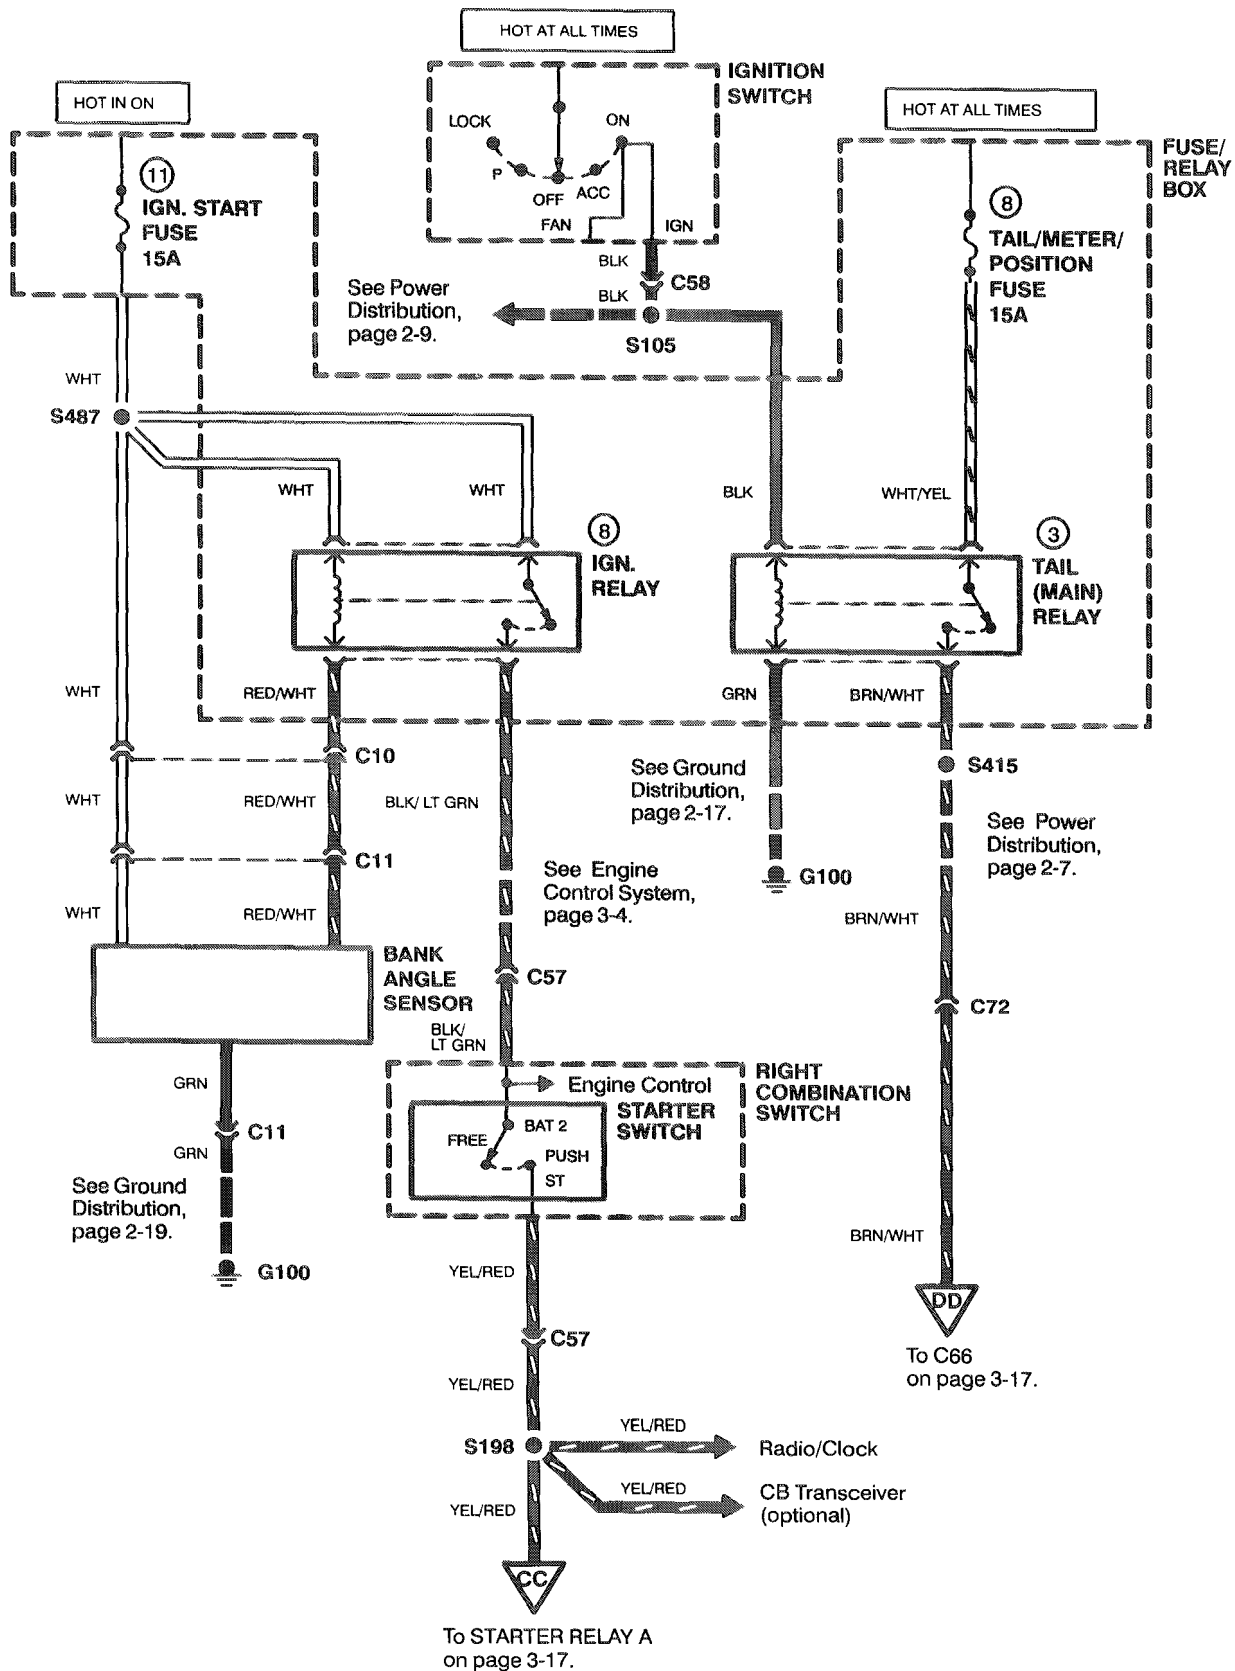 HOT AT ALL TIMES
IGNITION
SWITCH
HOT IN ON
HOT AT ALL TIMES
LOCK
ON
P
OFF
ACC
FAN
IGN
FUSE/
RELAY
BOX
11
IGN. START
FUSE
15A
8
TAIL/METER/
POSITION
FUSE
15A
BLK
C58
BLK
See Power
Distribution,
page 2-9.
S105
WHT
S487
WHT
WHT
BLK
WHT/YEL
8
IGN.
RELAY
3
TAIL
(MAIN)
RELAY
WHT
RED/WHT
GRN
BRN/WHT
C10
See Ground
Distribution,
page 2-17.
S415
WHT
RED/WHT
BLK/ LT GRN
See Power
Distribution,
page 2-7.
C11
See Engine
Control System,
page 3-4.
G100
WHT
RED/WHT
BRN/WHT
BANK
ANGLE
SENSOR
C57
C72
BLK/
LT GRN
GRN
Engine Control
RIGHT
COMBINATION
SWITCH
STARTER
SWITCH
C11
BAT 2
FREE
PUSH
ST
GRN
See Ground
Distribution,
page 2-19.
G100
BRN/WHT
YEL/RED
DD
C57
To C66
on page 3-17.
YEL/RED
YEL/RED
S198
Radio/Clock
YEL/RED
CB Transceiver
(optional)
YEL/RED
CC
To STARTER RELAY A
on page 3-17.